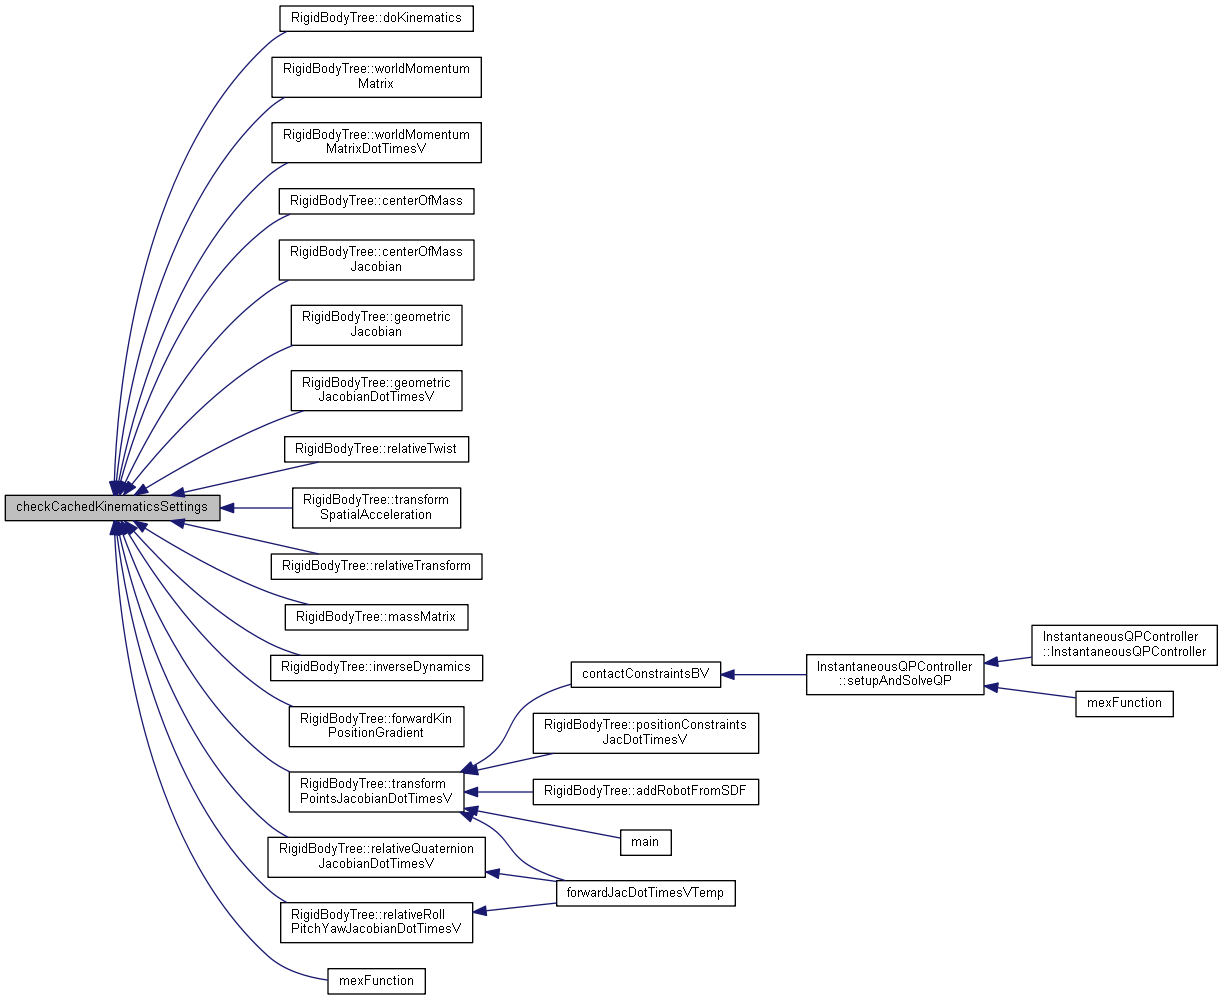 RigidBodyTree::doKinematics
RigidBodyTree::worldMomentum
Matrix
RigidBodyTree::worldMomentum
MatrixDotTimesV
RigidBodyTree::centerOfMass
RigidBodyTree::centerOfMass
Jacobian
RigidBodyTree::geometric
Jacobian
RigidBodyTree::geometric
JacobianDotTimesV
RigidBodyTree::relativeTwist
checkCachedKinematicsSettings
RigidBodyTree::transform
SpatialAcceleration
RigidBodyTree::relativeTransform
RigidBodyTree::massMatrix
RigidBodyTree::inverseDynamics
RigidBodyTree::forwardKin
PositionGradient
RigidBodyTree::transform
PointsJacobianDotTimesV
RigidBodyTree::relativeQuaternion
JacobianDotTimesV
RigidBodyTree::relativeRoll
PitchYawJacobianDotTimesV
mexFunction
contactConstraintsBV
RigidBodyTree::positionConstraints
JacDotTimesV
RigidBodyTree::addRobotFromSDF
main
forwardJacDotTimesVTemp
InstantaneousQPController
::setupAndSolveQP
InstantaneousQPController
::InstantaneousQPController
mexFunction